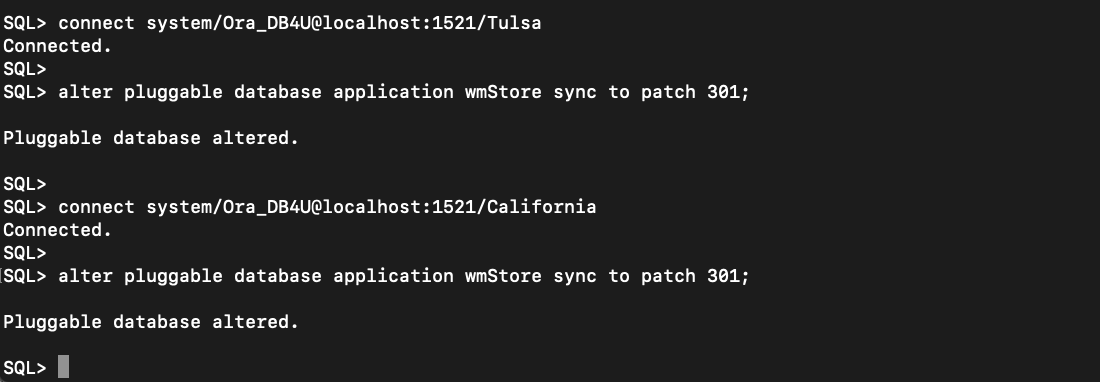 SQL> connect system/Ora_DB4U@localhost:1521/Tulsa
Connected.
SQL>
SQL> alter pluggable database application wmStore sync to patch 301;
Pluggable database altered.
SQL>
SQL> connect system/Ora_DB4U@localhost:1521/California
Connected.
SQL>
SQL> alter pluggable database application wmStore sync to patch 301;
Pluggable database altered.
SQL>